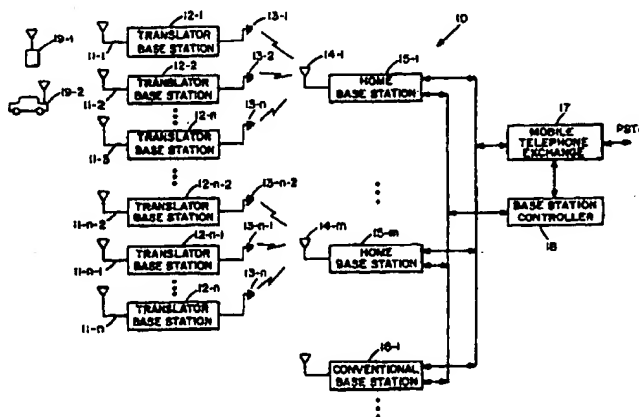 10
19-1
19-2
11-1
12-1
TRANSLATOR
BASE STATION
13-1
11-2
12-2
TRANSLATOR
BASE STATION
13-2
11-3
12-n
TRANSLATOR
BASE STATION
13-n
14-1
15-1
HOME
BASE STATION
17
MOBILE
TELEPHONE
EXCHANGE
PST
BASE STATION
CONTROLLER
18
11-n-2
12-n-2
TRANSLATOR
BASE STATION
13-n-2
11-n-1
12-n-1
TRANSLATOR
BASE STATION
13-n-1
11-n
12-n
TRANSLATOR
BASE STATION
13-n
14-m
15-m
HOME
BASE STATION
16-1
CONVENTIONAL
BASE STATION